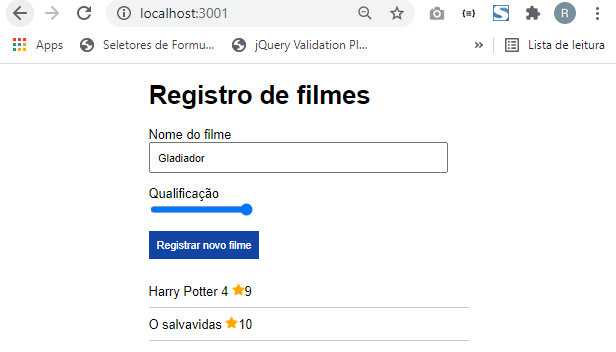 localhost:3001
Apps Seletores de Formu... jQuery Validation Pl... » Lista de leitura
Registro de filmes
Nome do filme
Gladiador
Qualificação
Registrar novo filme
Harry Potter 4 ⭐9
O salvavidas ⭐10